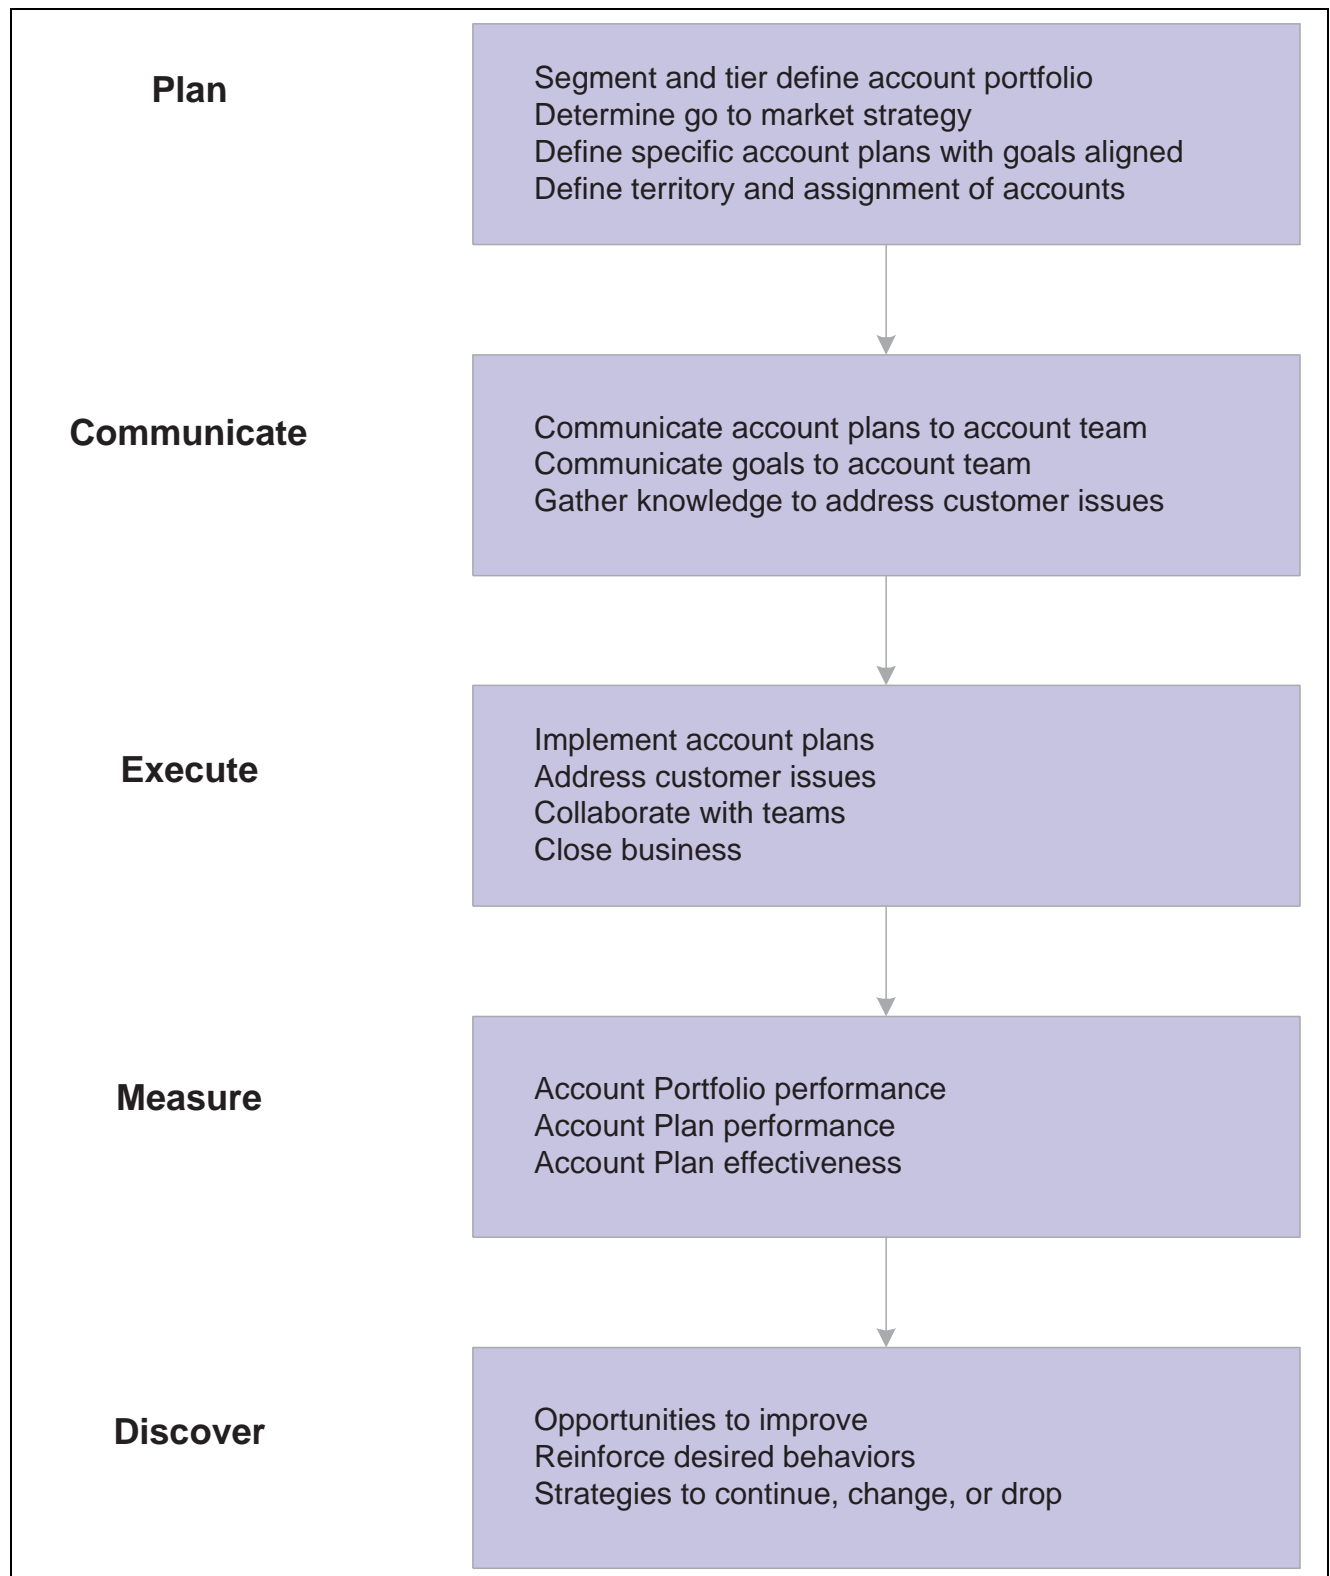 Plan
Segment and tier define account portfolio
Determine go to market strategy
Define specific account plans with goals aligned
Define territory and assignment of accounts
Communicate
Communicate account plans to account team
Communicate goals to account team
Gather knowledge to address customer issues
Execute
Implement account plans
Address customer issues
Collaborate with teams
Close business
Measure
Account Portfolio performance
Account Plan performance
Account Plan effectiveness
Discover
Opportunities to improve
Reinforce desired behaviors
Strategies to continue, change, or drop